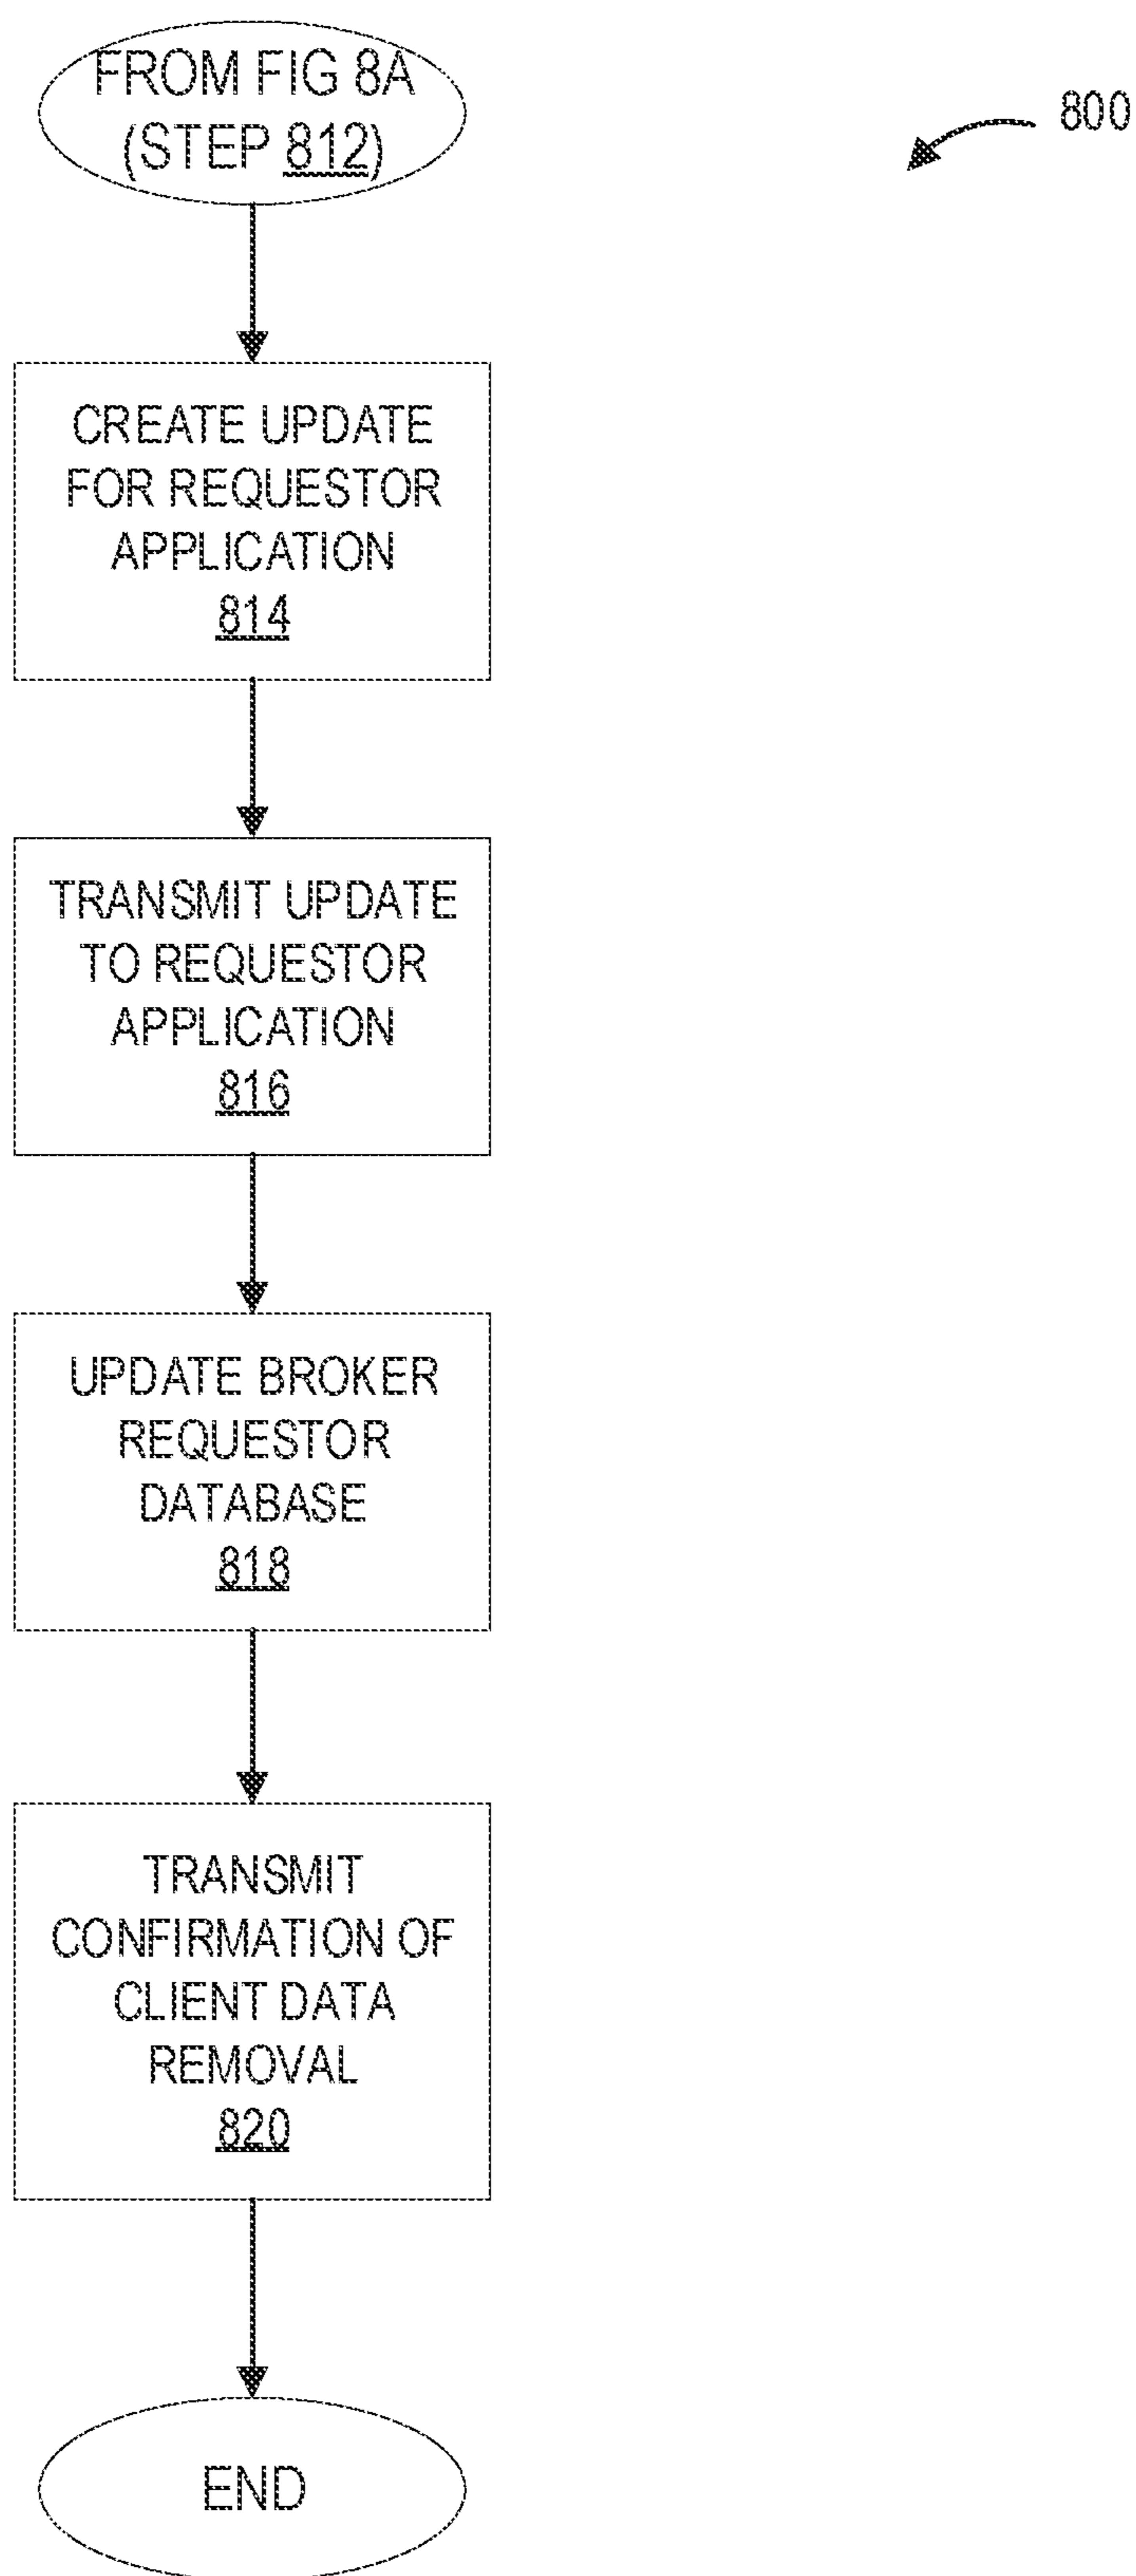 FROM FIG 8A
(STEP 812)
800
CREATE UPDATE
FOR REQUESTOR
APPLICATION
814
TRANSMIT UPDATE
TO REQUESTOR
APPLICATION
816
UPDATE BROKER
REQUESTOR
DATABASE
818
TRANSMIT
CONFIRMATION OF
CLIENT DATA
REMOVAL
820
END